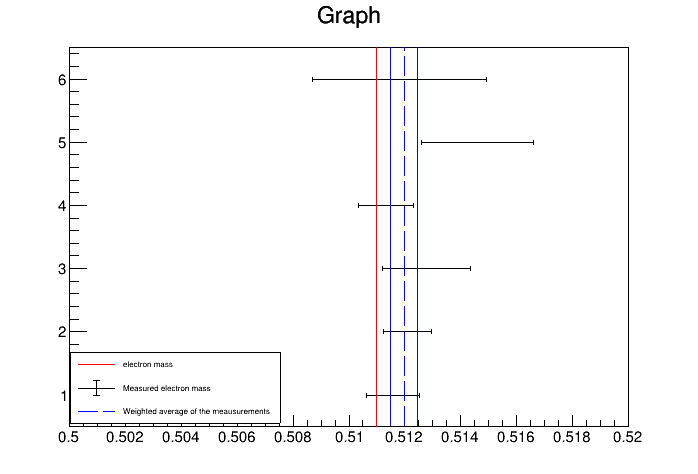 Graph
6
5
4
3
2
1
electron mass
Measured electron mass
Weighted average of the meausurements
0.5 0.502 0.504 0.506 0.508 0.51 0.512 0.514 0.516 0.518 0.52